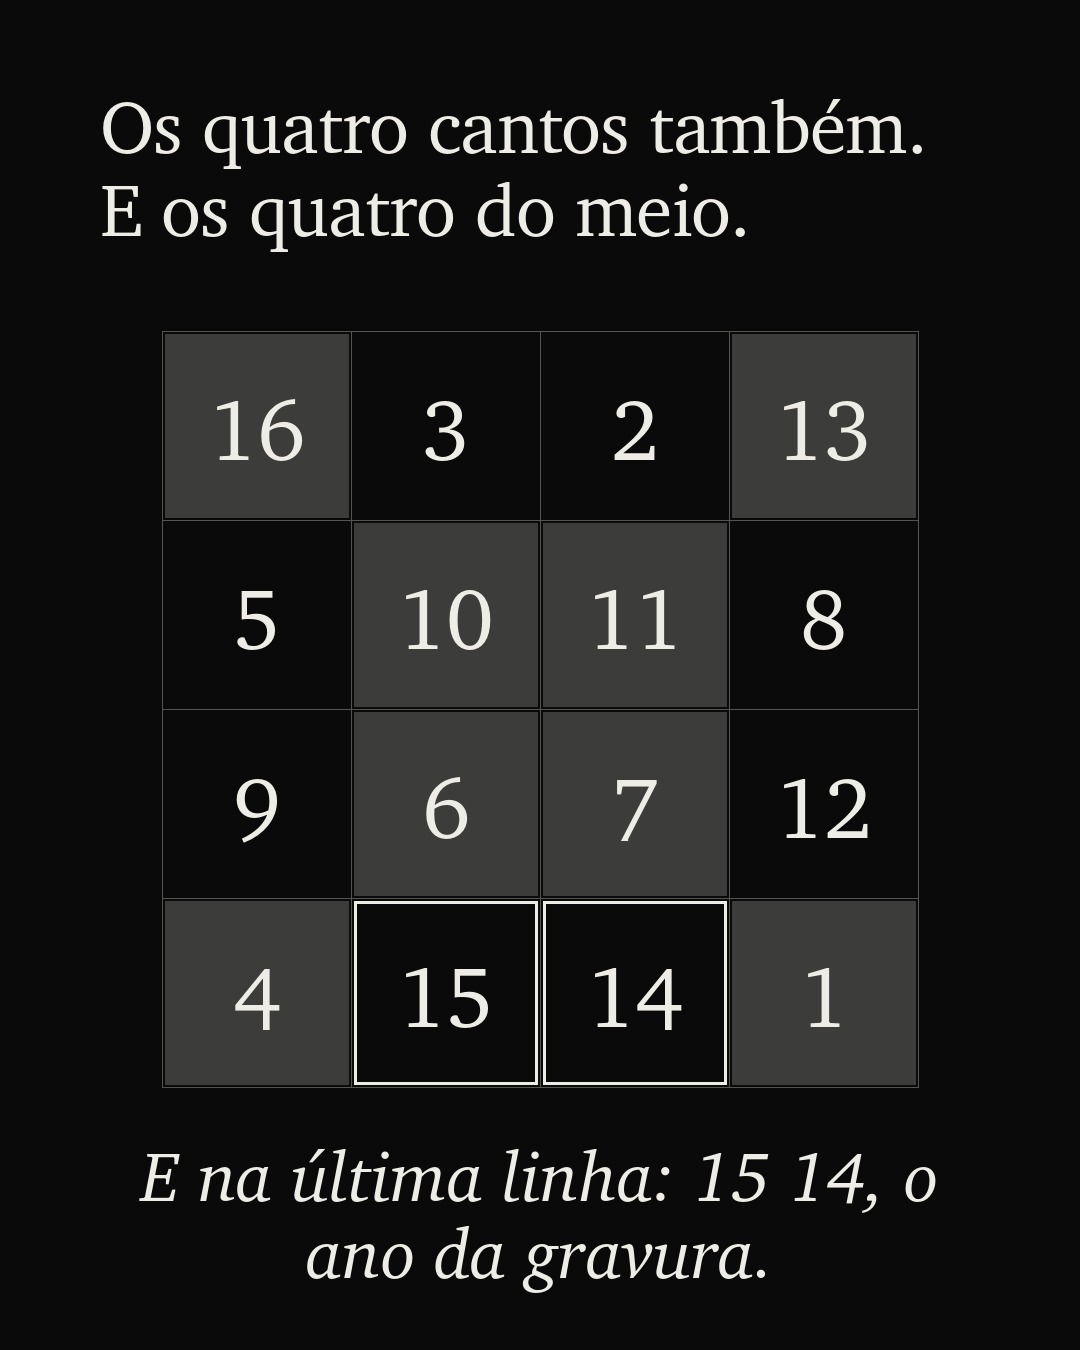 Os quatro cantos também.
E os quatro do meio.
16 3 2 13
5 10 11 8
9 6 7 12
4 15 14 1
E na última linha: 15 14, o
ano da gravura.